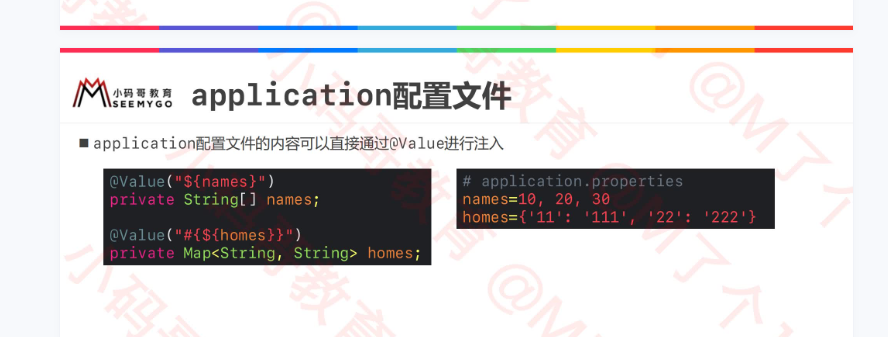 小码哥教育
SEEMYGO
application配置文件
■ application配置文件的内容可以直接通过@Value进行注入
@Value("${names}")
private String[] names;
@Value("#{${homes}}")
private Map<String, String> homes;
# application.properties
names=10, 20, 30
homes={'11': '111', '22': '222'}